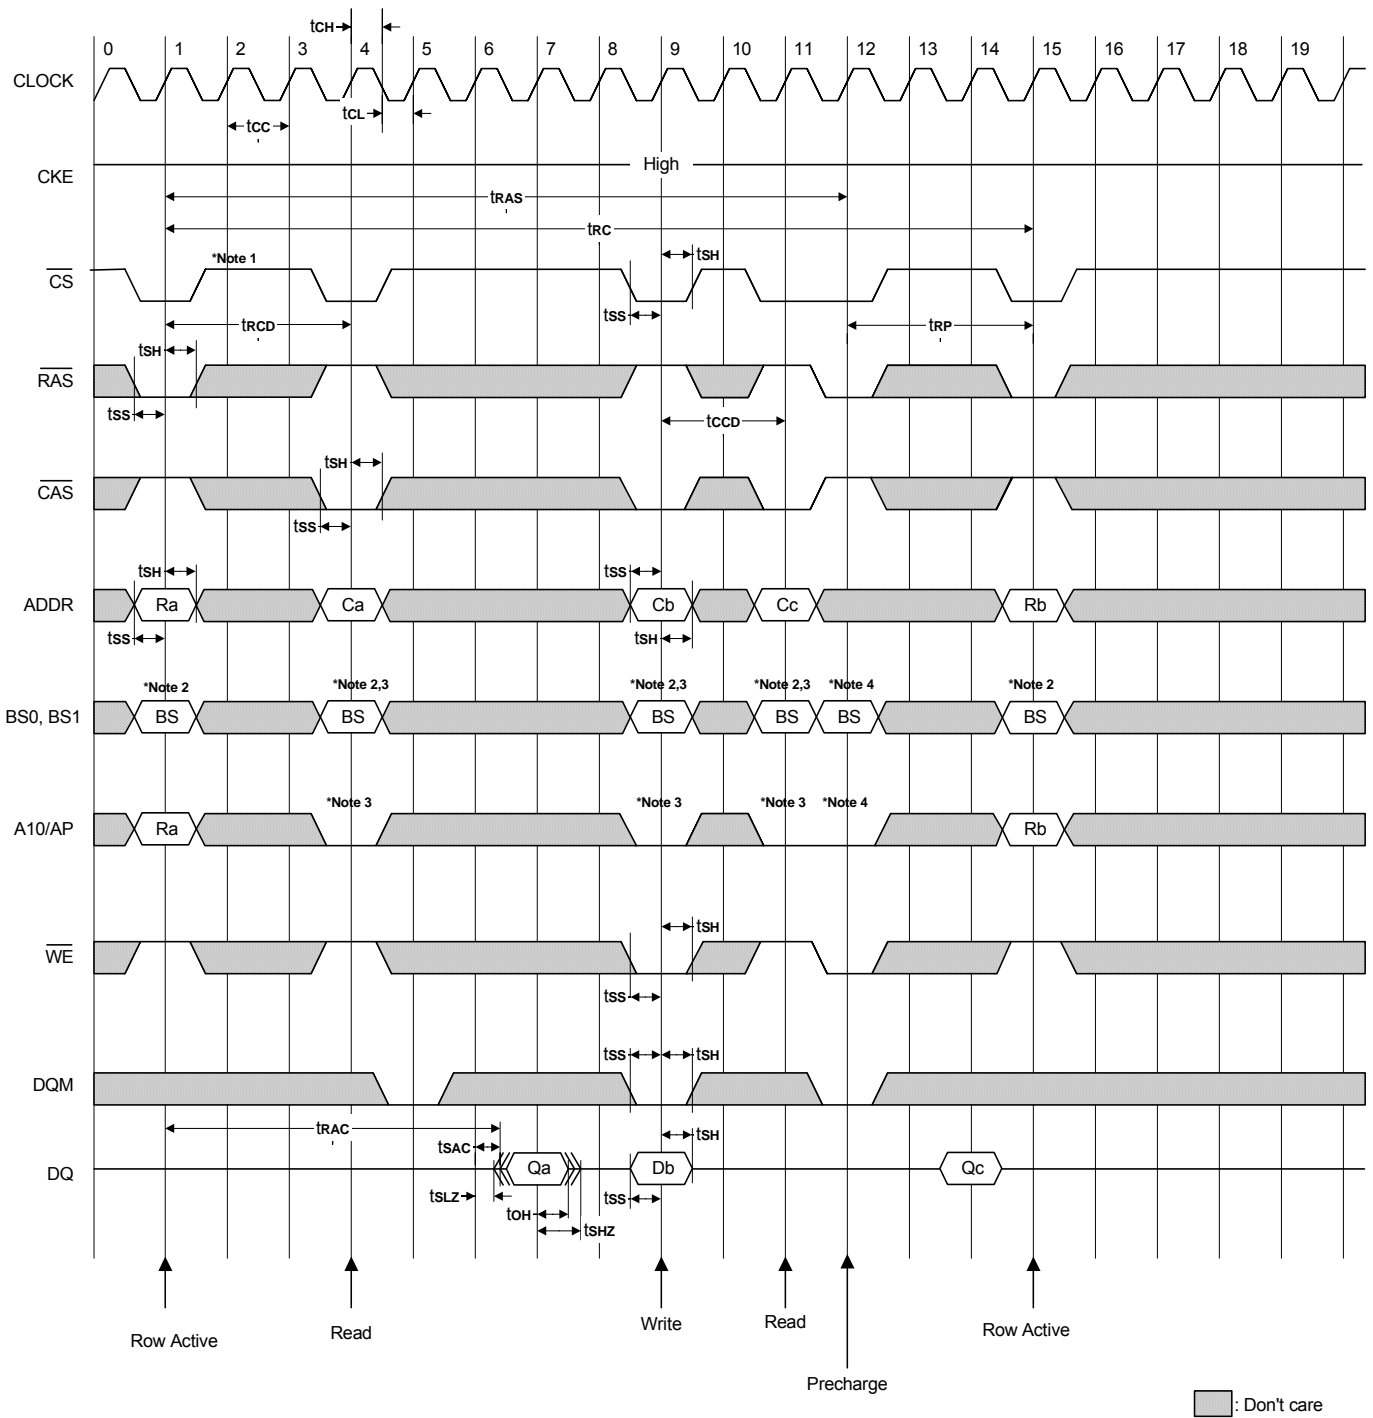 tCH
0 1 2 3 4 5 6 7 8 9 10 11 12 13 14 15 16 17 18 19
CLOCK
tCC
tCL
CKE
High
tRAS
tRC
CS
*Note 1
tSH
tRCD
tSS
tRP
tSH
RAS
tSS
tCCD
tSH
CAS
tSS
tSH
tSS
ADDR
Ra Ca Cb Cc Rb
tSS
tSH
*Note 2 *Note 2,3 *Note 2,3 *Note 2,3 *Note 4 *Note 2
BS0, BS1
BS BS BS BS BS BS
*Note 3 *Note 3 *Note 3 *Note 4
A10/AP
Ra Rb
tSH
WE
tSS
tSS tSH
DQM
tRAC
tSAC
tSH
DQ
Qa Db Qc
tSLZ
tSS
tOH
tSHZ
Row Active
Read
Write
Read
Row Active
Precharge
: Don't care